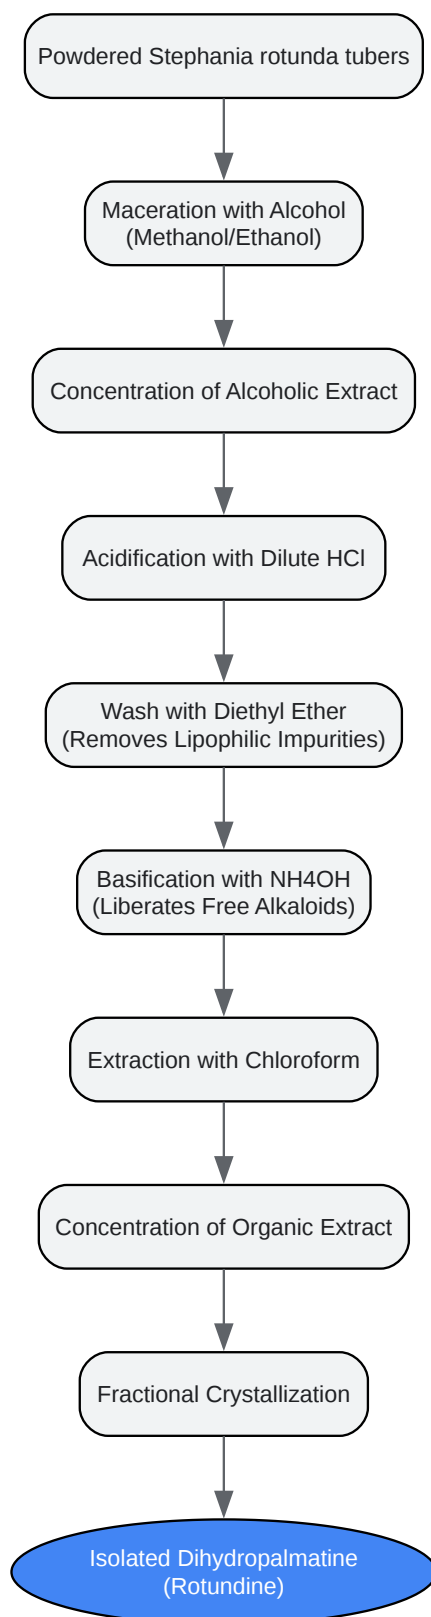 Powdered Stephania rotunda tubers
Maceration with Alcohol
(Methanol/Ethanol)
Concentration of Alcoholic Extract
Acidification with Dilute HCl
Wash with Diethyl Ether
(Removes Lipophilic Impurities)
Basification with NH4OH
(Liberates Free Alkaloids)
Extraction with Chloroform
Concentration of Organic Extract
Fractional Crystallization
Isolated Dihydropalmatine
(Rotundine)